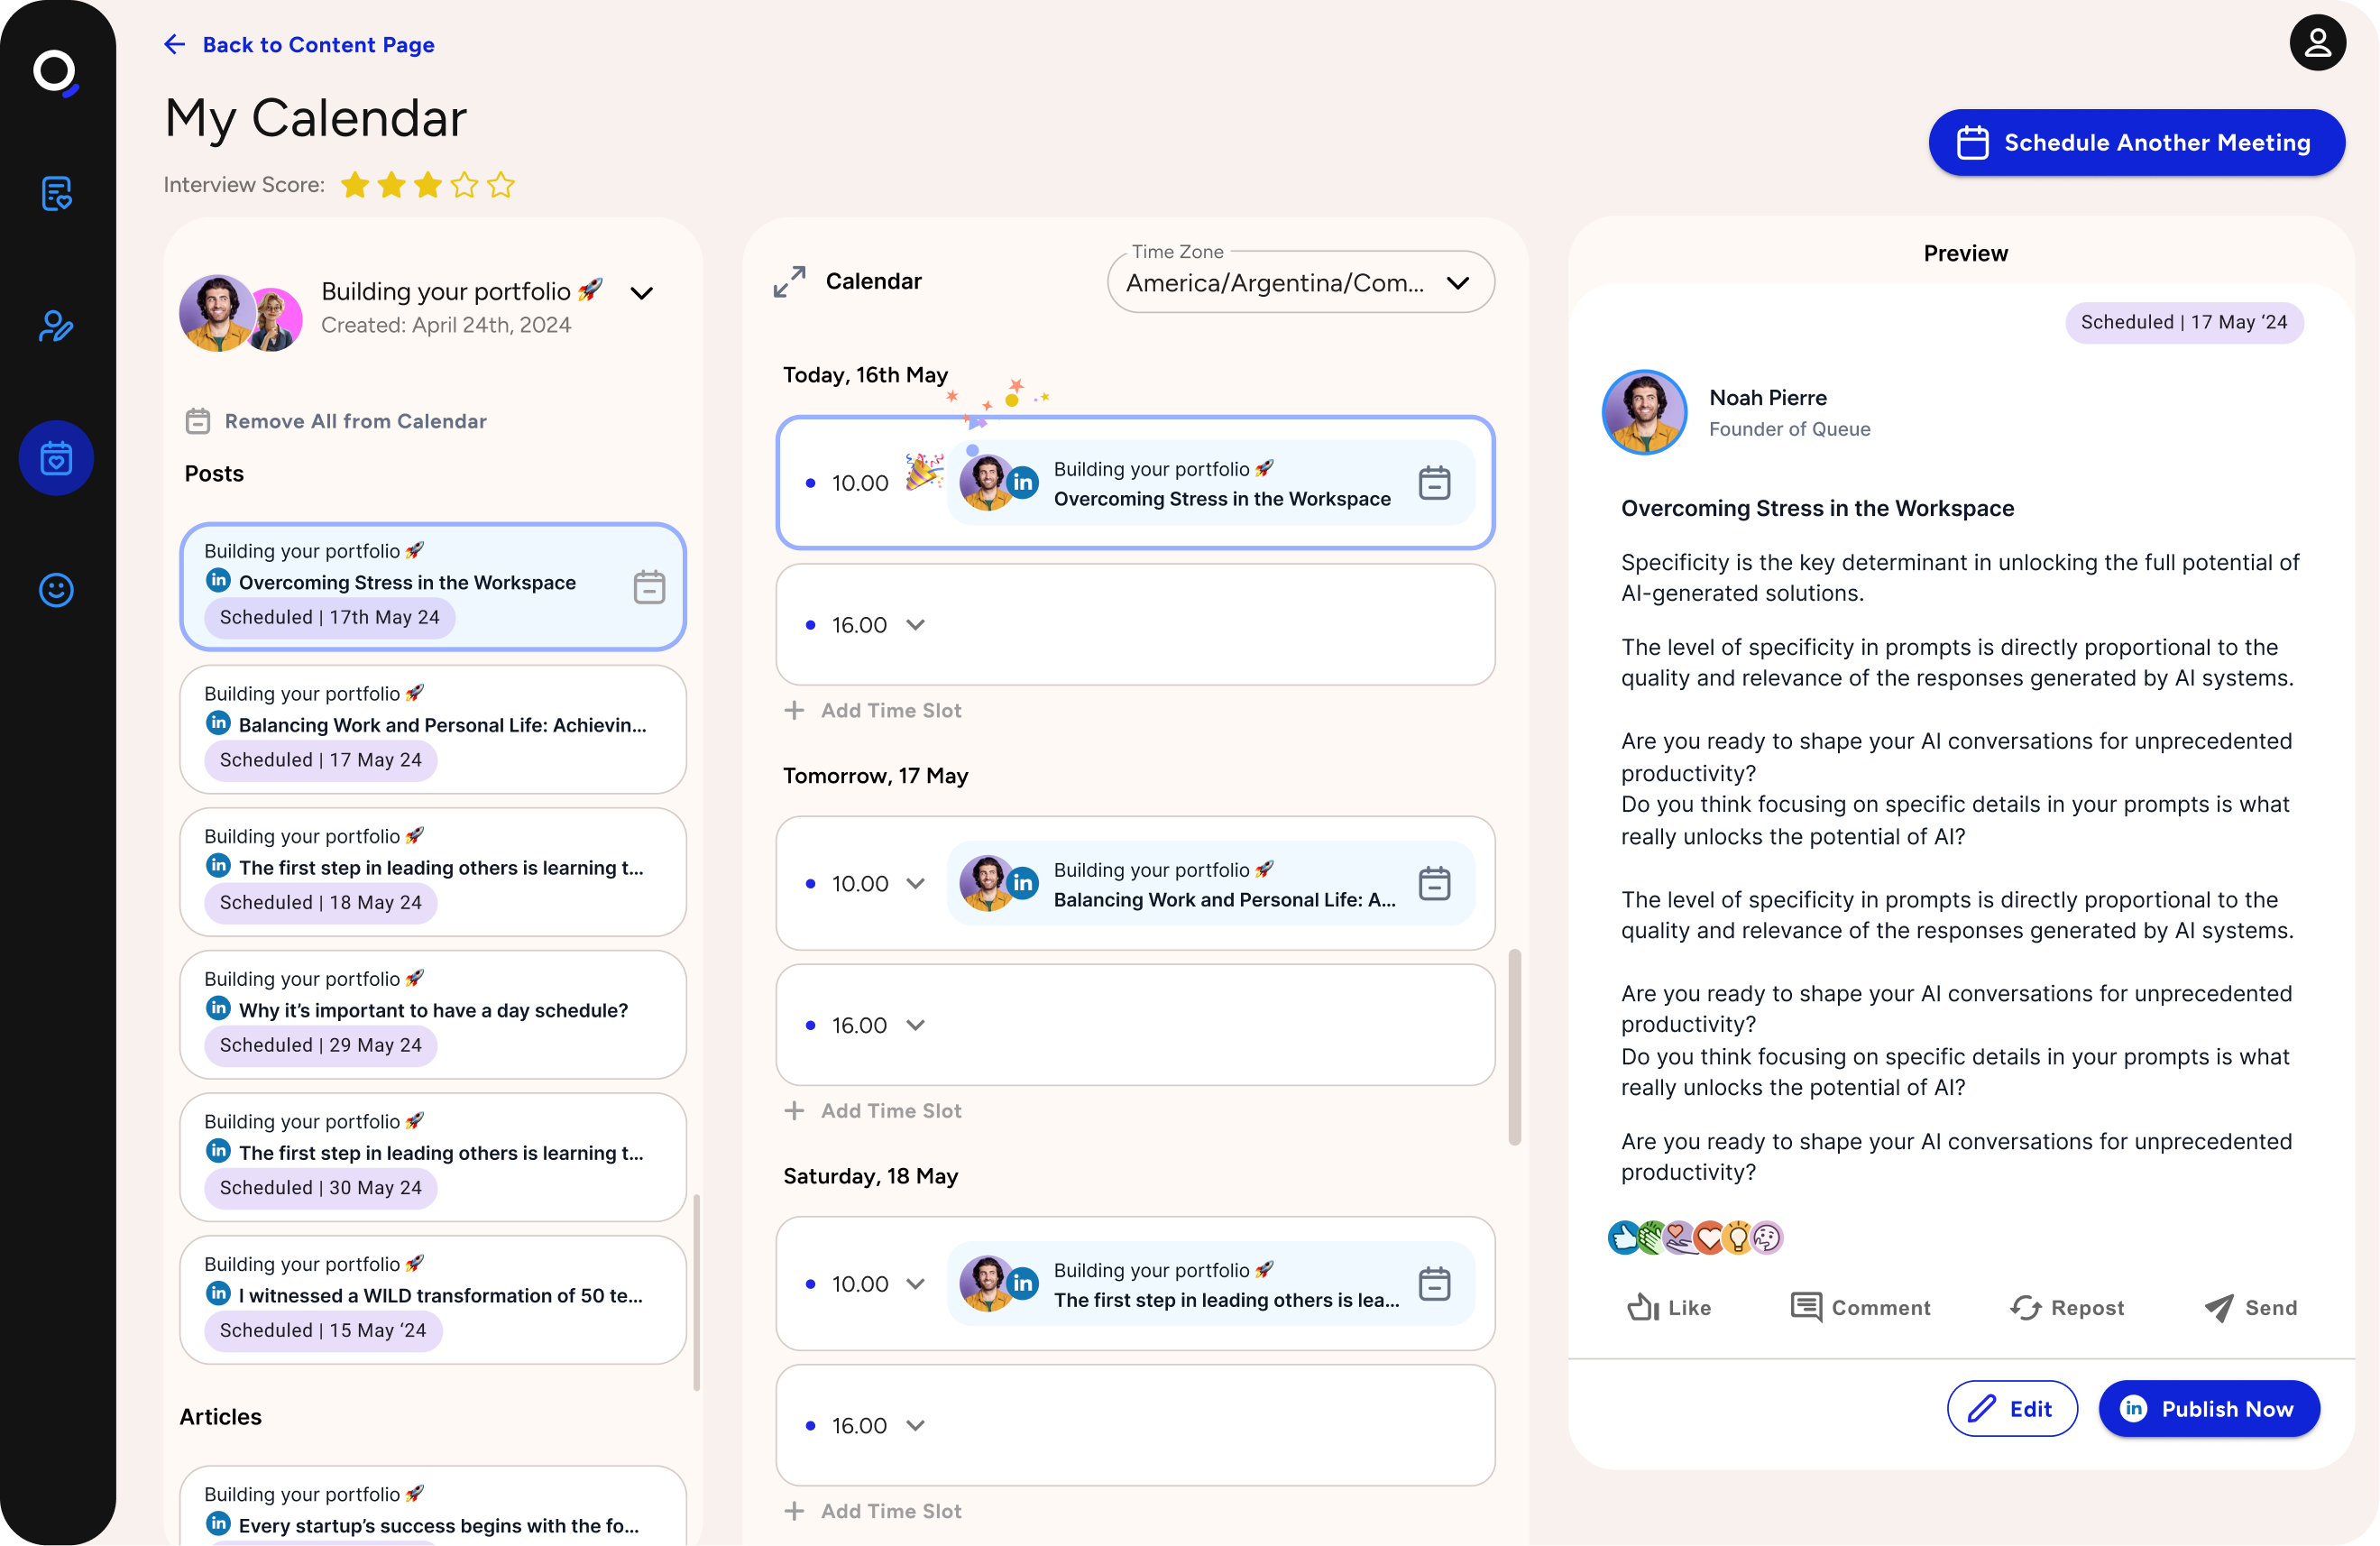 Back to Content Page
My Calendar
Interview Score:
Schedule Another Meeting
Building your portfolio 🚀
Created: April 24th, 2024
Remove All from Calendar
Posts
Building your portfolio 🚀
in Overcoming Stress in the Workspace
Scheduled | 17th May 24
Building your portfolio 🚀
in Balancing Work and Personal Life: Achievin...
Scheduled | 17 May 24
Building your portfolio 🚀
in The first step in leading others is learning t...
Scheduled | 18 May 24
Building your portfolio 🚀
in Why it’s important to have a day schedule?
Scheduled | 29 May 24
Building your portfolio 🚀
in The first step in leading others is learning t...
Scheduled | 30 May 24
Building your portfolio 🚀
in I witnessed a WILD transformation of 50 te...
Scheduled | 15 May ‘24
Articles
Building your portfolio 🚀
in Every startup’s success begins with the fo...
Calendar
Time Zone
America/Argentina/Com...
Today, 16th May
10.00
in
Building your portfolio 🚀
Overcoming Stress in the Workspace
16.00
Add Time Slot
Tomorrow, 17 May
10.00
in
Building your portfolio 🚀
Balancing Work and Personal Life: A...
16.00
Add Time Slot
Saturday, 18 May
10.00
in
Building your portfolio 🚀
The first step in leading others is lea...
16.00
Add Time Slot
Preview
Scheduled | 17 May ‘24
Noah Pierre
Founder of Queue
Overcoming Stress in the Workspace
Specificity is the key determinant in unlocking the full potential of
AI-generated solutions.
The level of specificity in prompts is directly proportional to the
quality and relevance of the responses generated by AI systems.
Are you ready to shape your AI conversations for unprecedented
productivity?
Do you think focusing on specific details in your prompts is what
really unlocks the potential of AI?
The level of specificity in prompts is directly proportional to the
quality and relevance of the responses generated by AI systems.
Are you ready to shape your AI conversations for unprecedented
productivity?
Do you think focusing on specific details in your prompts is what
really unlocks the potential of AI?
Are you ready to shape your AI conversations for unprecedented
productivity?
Like
Comment
Repost
Send
Edit
in Publish Now